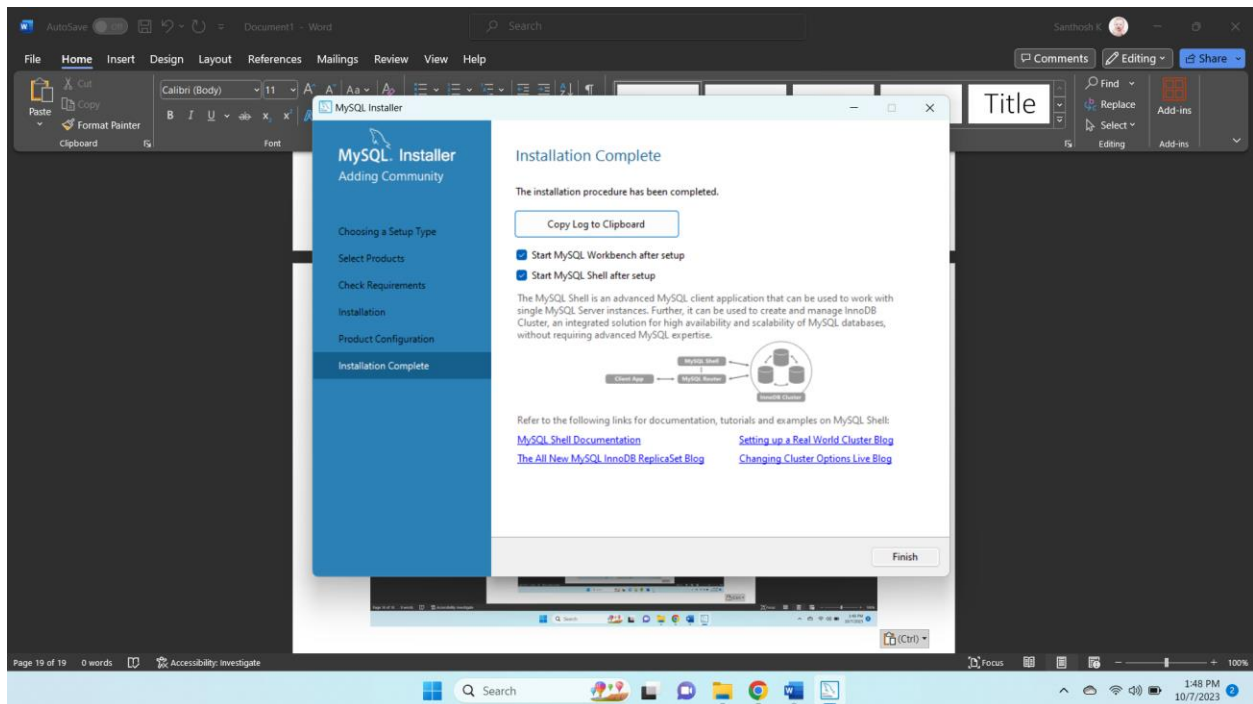 AutoSave Off Document1 - Word Search Santhosh K
File Home Insert Design Layout References Mailings Review View Help Comments Editing Share
Paste
Cut
Copy
Format Painter
Clipboard
Calibri (Body) 11
B I U ab x x
Font
Title
Find
Replace
Select
Editing
Add-ins
Add-ins
MySQL Installer
MySQL. Installer
Adding Community
Choosing a Setup Type
Select Products
Check Requirements
Installation
Product Configuration
Installation Complete
Installation Complete
The installation procedure has been completed.
Copy Log to Clipboard
Start MySQL Workbench after setup
Start MySQL Shell after setup
The MySQL Shell is an advanced MySQL client application that can be used to work with
single MySQL Server instances. Further, it can be used to create and manage InnoDB
Cluster, an integrated solution for high availability and scalability of MySQL databases,
without requiring advanced MySQL expertise.
MySQL Shell
Client App
MySQL Router
InnoDB Cluster
Refer to the following links for documentation, tutorials and examples on MySQL Shell:
MySQL Shell Documentation
Setting up a Real World Cluster Blog
The All New MySQL InnoDB ReplicaSet Blog
Changing Cluster Options Live Blog
Finish
(Ctrl)
Page 19 of 19 0 words Accessibility: Investigate Focus 100%
Search
1:48 PM
10/7/2023
2